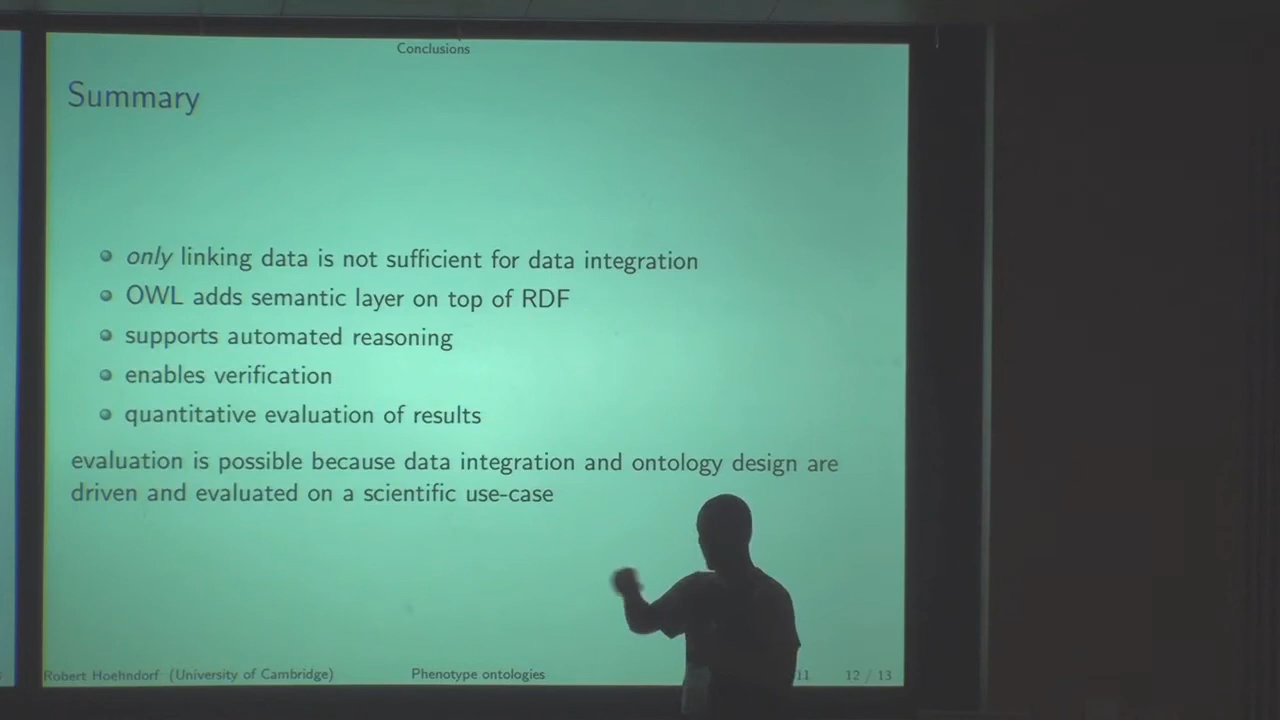 Conclusions
Summary
only linking data is not sufficient for data integration
OWL adds semantic layer on top of RDF
supports automated reasoning
enables verification
quantitative evaluation of results
evaluation is possible because data integration and ontology design are
driven and evaluated on a scientific use-case
Robert Hoehndorf (University of Cambridge) Phenotype ontologies 11 12 / 13